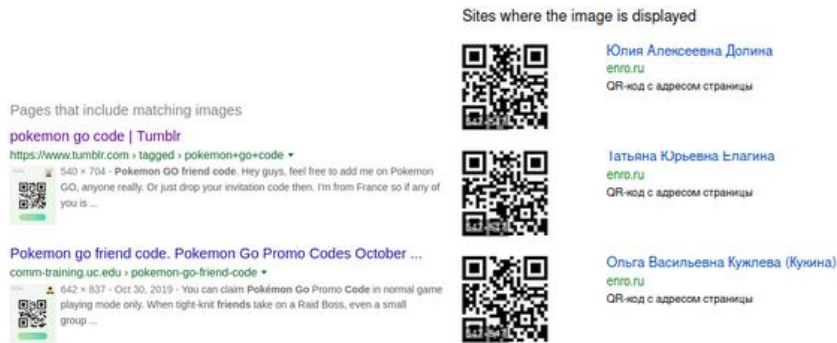 Sites where the image is displayed
Юлия Алексеевна Долина
enro.ru
QR-код с адресом страницы
Татьяна Юрьевна Елагина
enro.ru
QR-код с адресом страницы
Ольга Васильевна Кужлева (Кукина)
enro.ru
QR-код с адресом страницы
Pages that include matching images
pokemon go code | Tumblr
https://www.tumblr.com › tagged › pokemon+go+code
540 × 704 - Pokemon GO friend code. Hey guys, feel free to add me on Pokemon
GO, anyone really. Or just drop your invitation code then. I'm from France so if any of
you is ...
Pokemon go friend code. Pokemon Go Promo Codes October ...
comm-training.uc.edu › pokemon-go-friend-code
642 × 837 - Oct 30, 2019 - You can claim Pokémon Go Promo Code in normal game
playing mode only. When tight-knit friends take on a Raid Boss, even a small
group ...